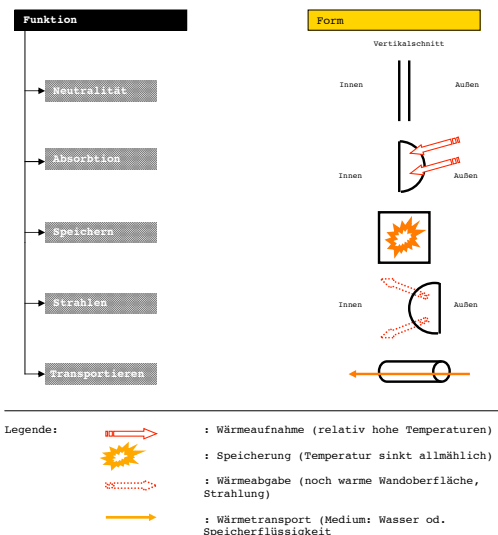 Funktion
Form
Vertikalschnitt
Neutralität
Innen Außen
Absorbtion
Innen Außen
Speichern
Strahlen
Innen Außen
Transportieren
Legende:
: Wärmeaufnahme (relativ hohe Temperaturen)
: Speicherung (Temperatur sinkt allmählich)
: Wärmeabgabe (noch warme Wandoberfläche,
Strahlung)
: Wärmetransport (Medium: Wasser od.
Speicherflüssigkeit